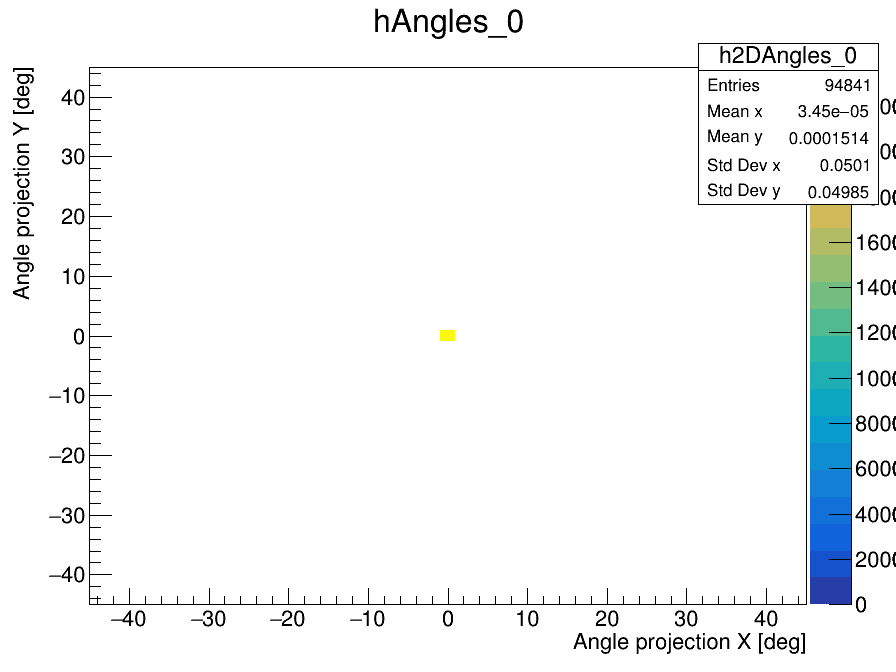 hAngles_0
h2DAngles_0
Entries 94841
Mean x 3.45e−05
Mean y 0.0001514
Std Dev x 0.0501
Std Dev y 0.04985
Angle projection Y [deg]
40
30
20
10
0
−10
−20
−30
−40
−40 −30 −20 −10 0 10 20 30 40
Angle projection X [deg]
1600
1400
1200
1000
8000
6000
4000
2000
0